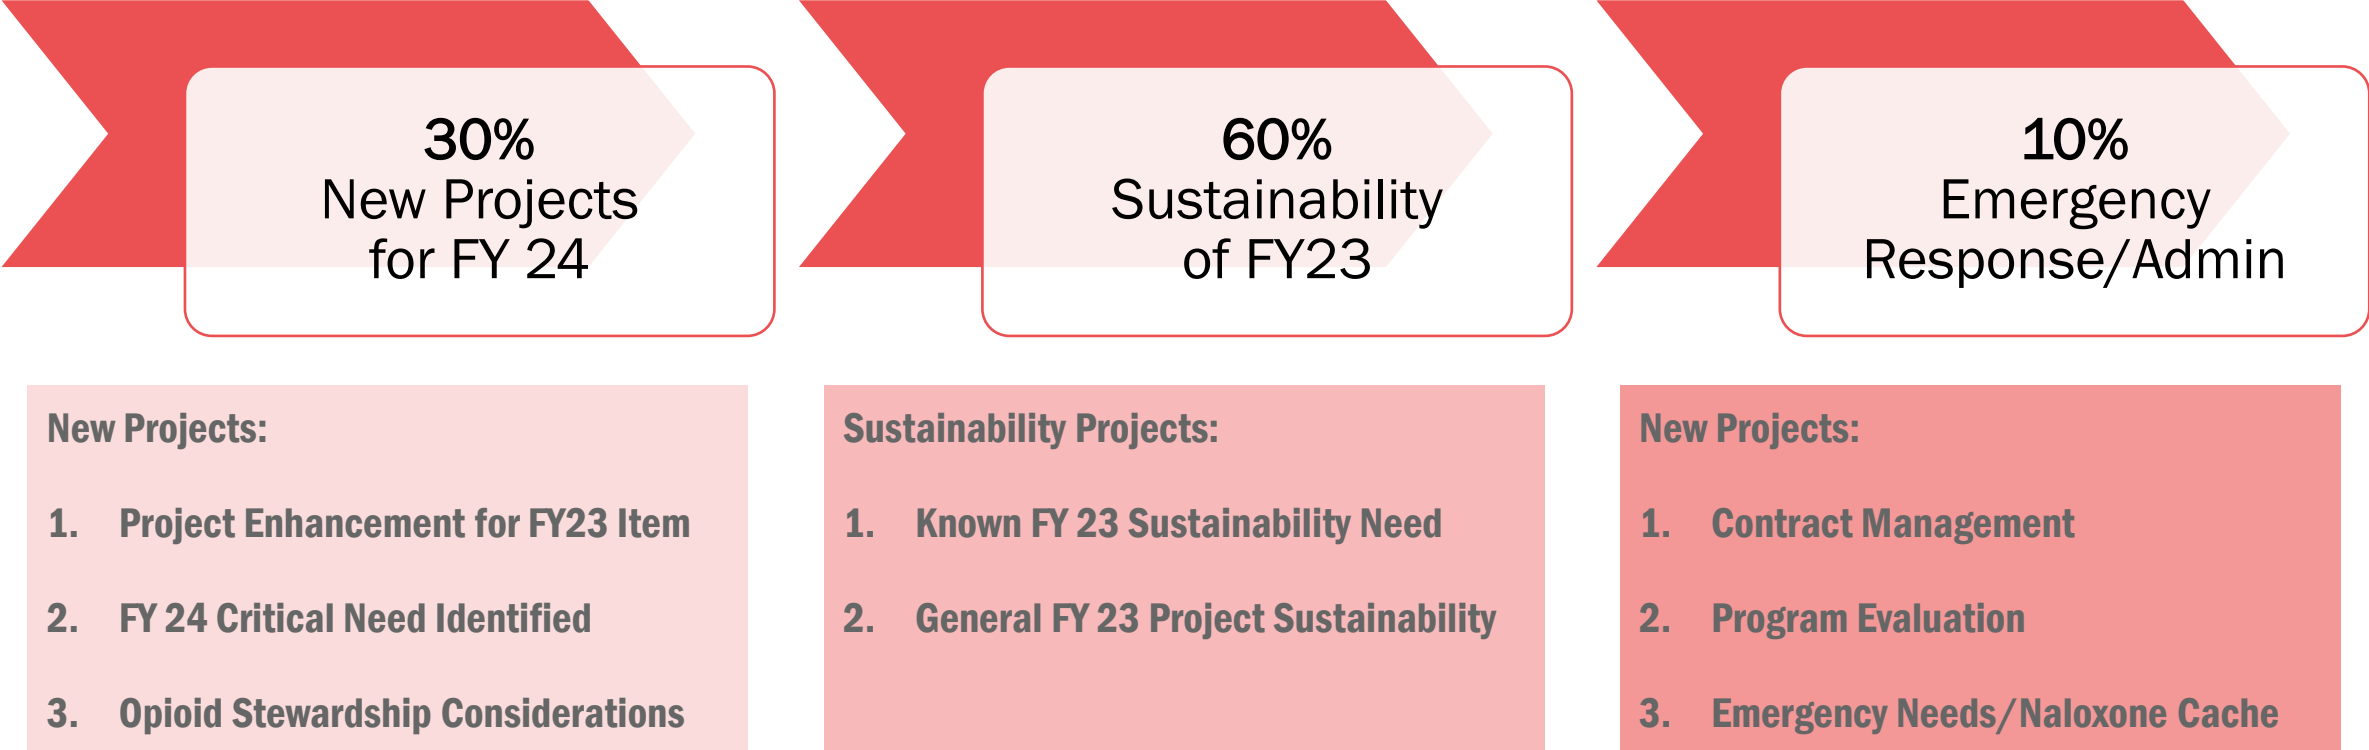 30%
New Projects
for FY 24
60%
Sustainability
of FY23
10%
Emergency
Response/Admin
New Projects:
1. Project Enhancement for FY23 Item
2. FY 24 Critical Need Identified
3. Opioid Stewardship Considerations
Sustainability Projects:
1. Known FY 23 Sustainability Need
2. General FY 23 Project Sustainability
New Projects:
1. Contract Management
2. Program Evaluation
3. Emergency Needs/Naloxone Cache